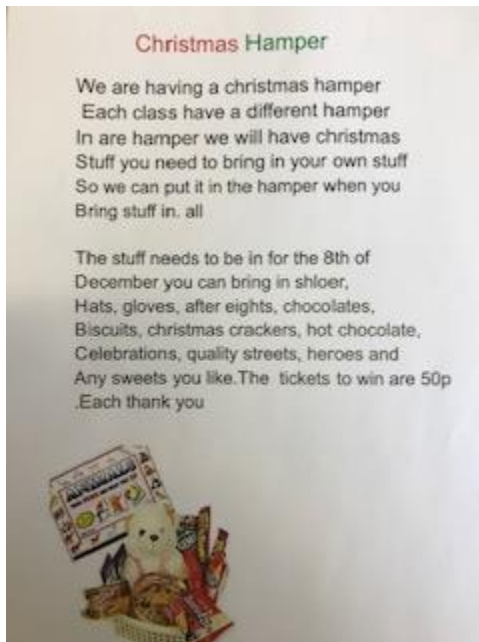 Christmas Hamper
We are having a christmas hamper
Each class have a different hamper
In are hamper we will have christmas
Stuff you need to bring in your own stuff
So we can put it in the hamper when you
Bring stuff in. all
The stuff needs to be in for the 8th of
December you can bring in shloer,
Hats, gloves, after eights, chocolates,
Biscuits, christmas crackers, hot chocolate,
Celebrations, quality streets, heroes and
Any sweets you like.The  tickets to win are 50p
.Each thank you
ANIMALS